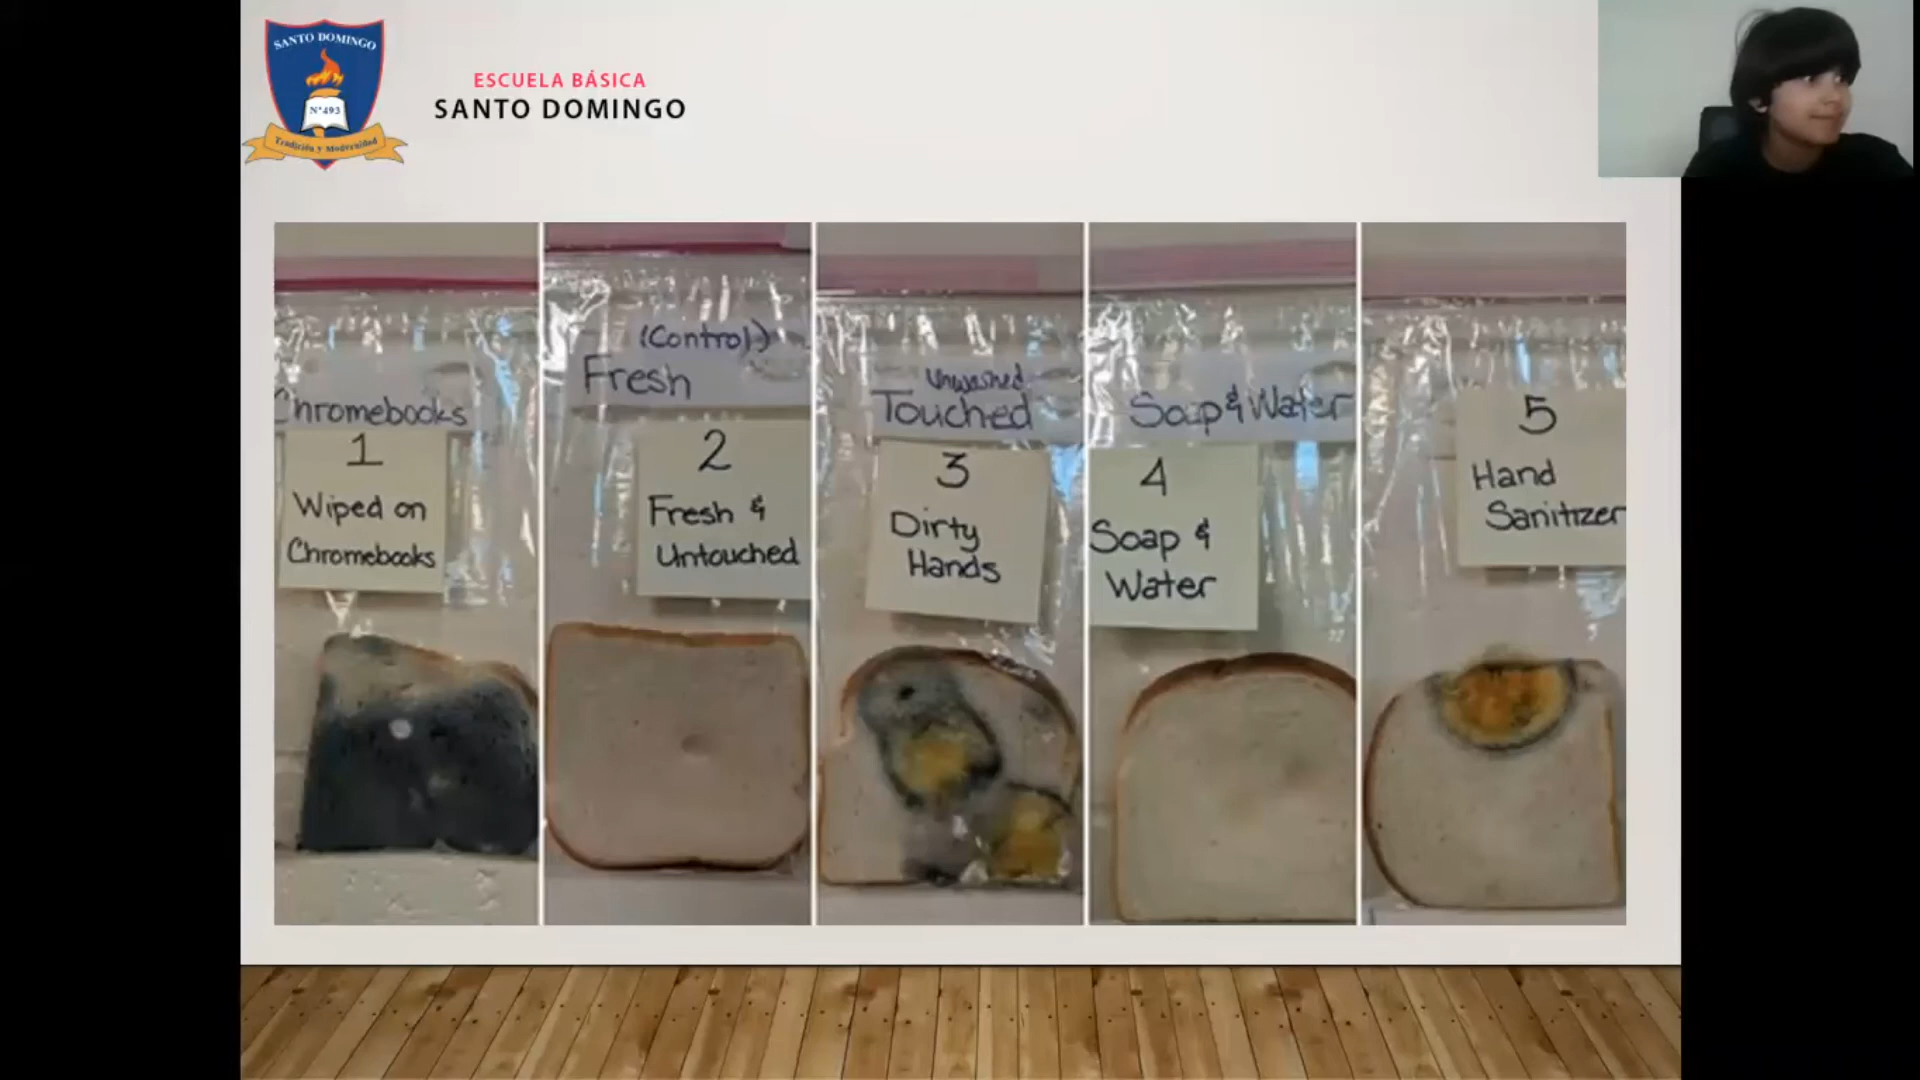 SANTO DOMINGO
N°493
Tradición y Modernidad
ESCUELA BÁSICA
SANTO DOMINGO
Chromebooks
1
Wiped on
Chromebooks
(Control)
Fresh
2
Fresh &
Untouched
Unwashed
Touched
3
Dirty
Hands
Soap & Water
4
Soap &
Water
5
Hand
Sanitizer